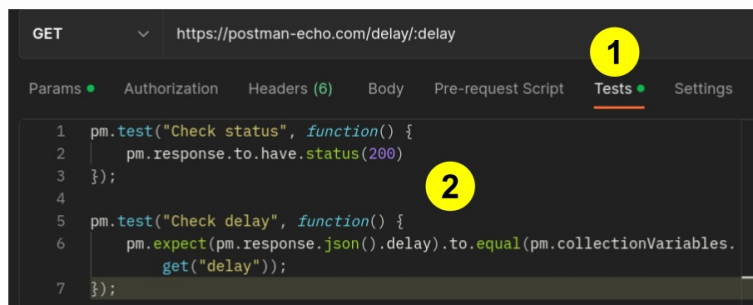 GET https://postman-echo.com/delay/:delay
1
Params Authorization Headers (6) Body Pre-request Script Tests Settings
1 pm.test("Check status", function() {
2 pm.response.to.have.status(200)
3 });
2
4
5 pm.test("Check delay", function() {
6 pm.expect(pm.response.json().delay).to.equal(pm.collectionVariables.
get("delay"));
7 });